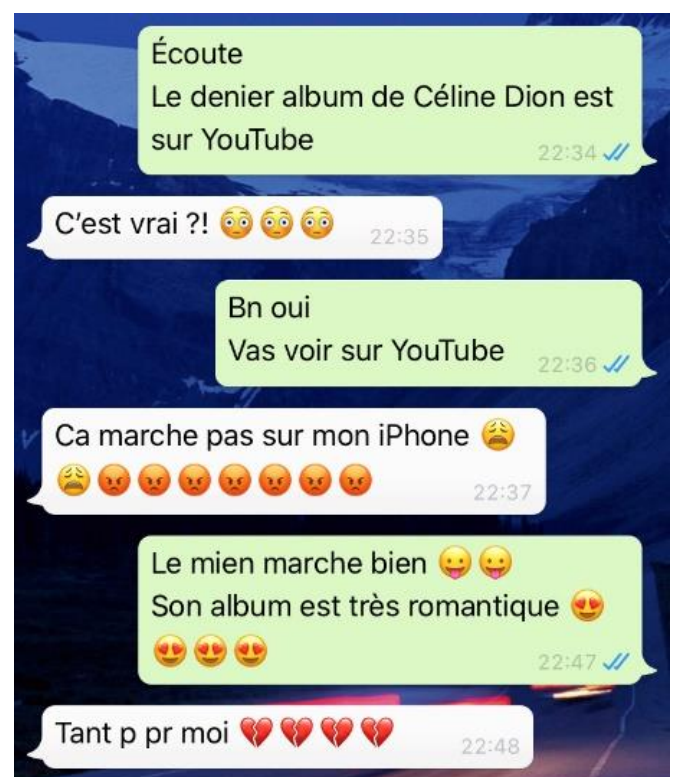 Écoute
Le denier album de Céline Dion est
sur YouTube
22:34
C’est vrai ?! 😳😳😳 22:35
Bn oui
Vas voir sur YouTube 22:36
Ca marche pas sur mon iPhone 😩
😩😡😡😡😡😡😡😡 22:37
Le mien marche bien 😛😛
Son album est très romantique 😍
😍😍😍 22:47
Tant p pr moi 💔💔💔💔 22:48